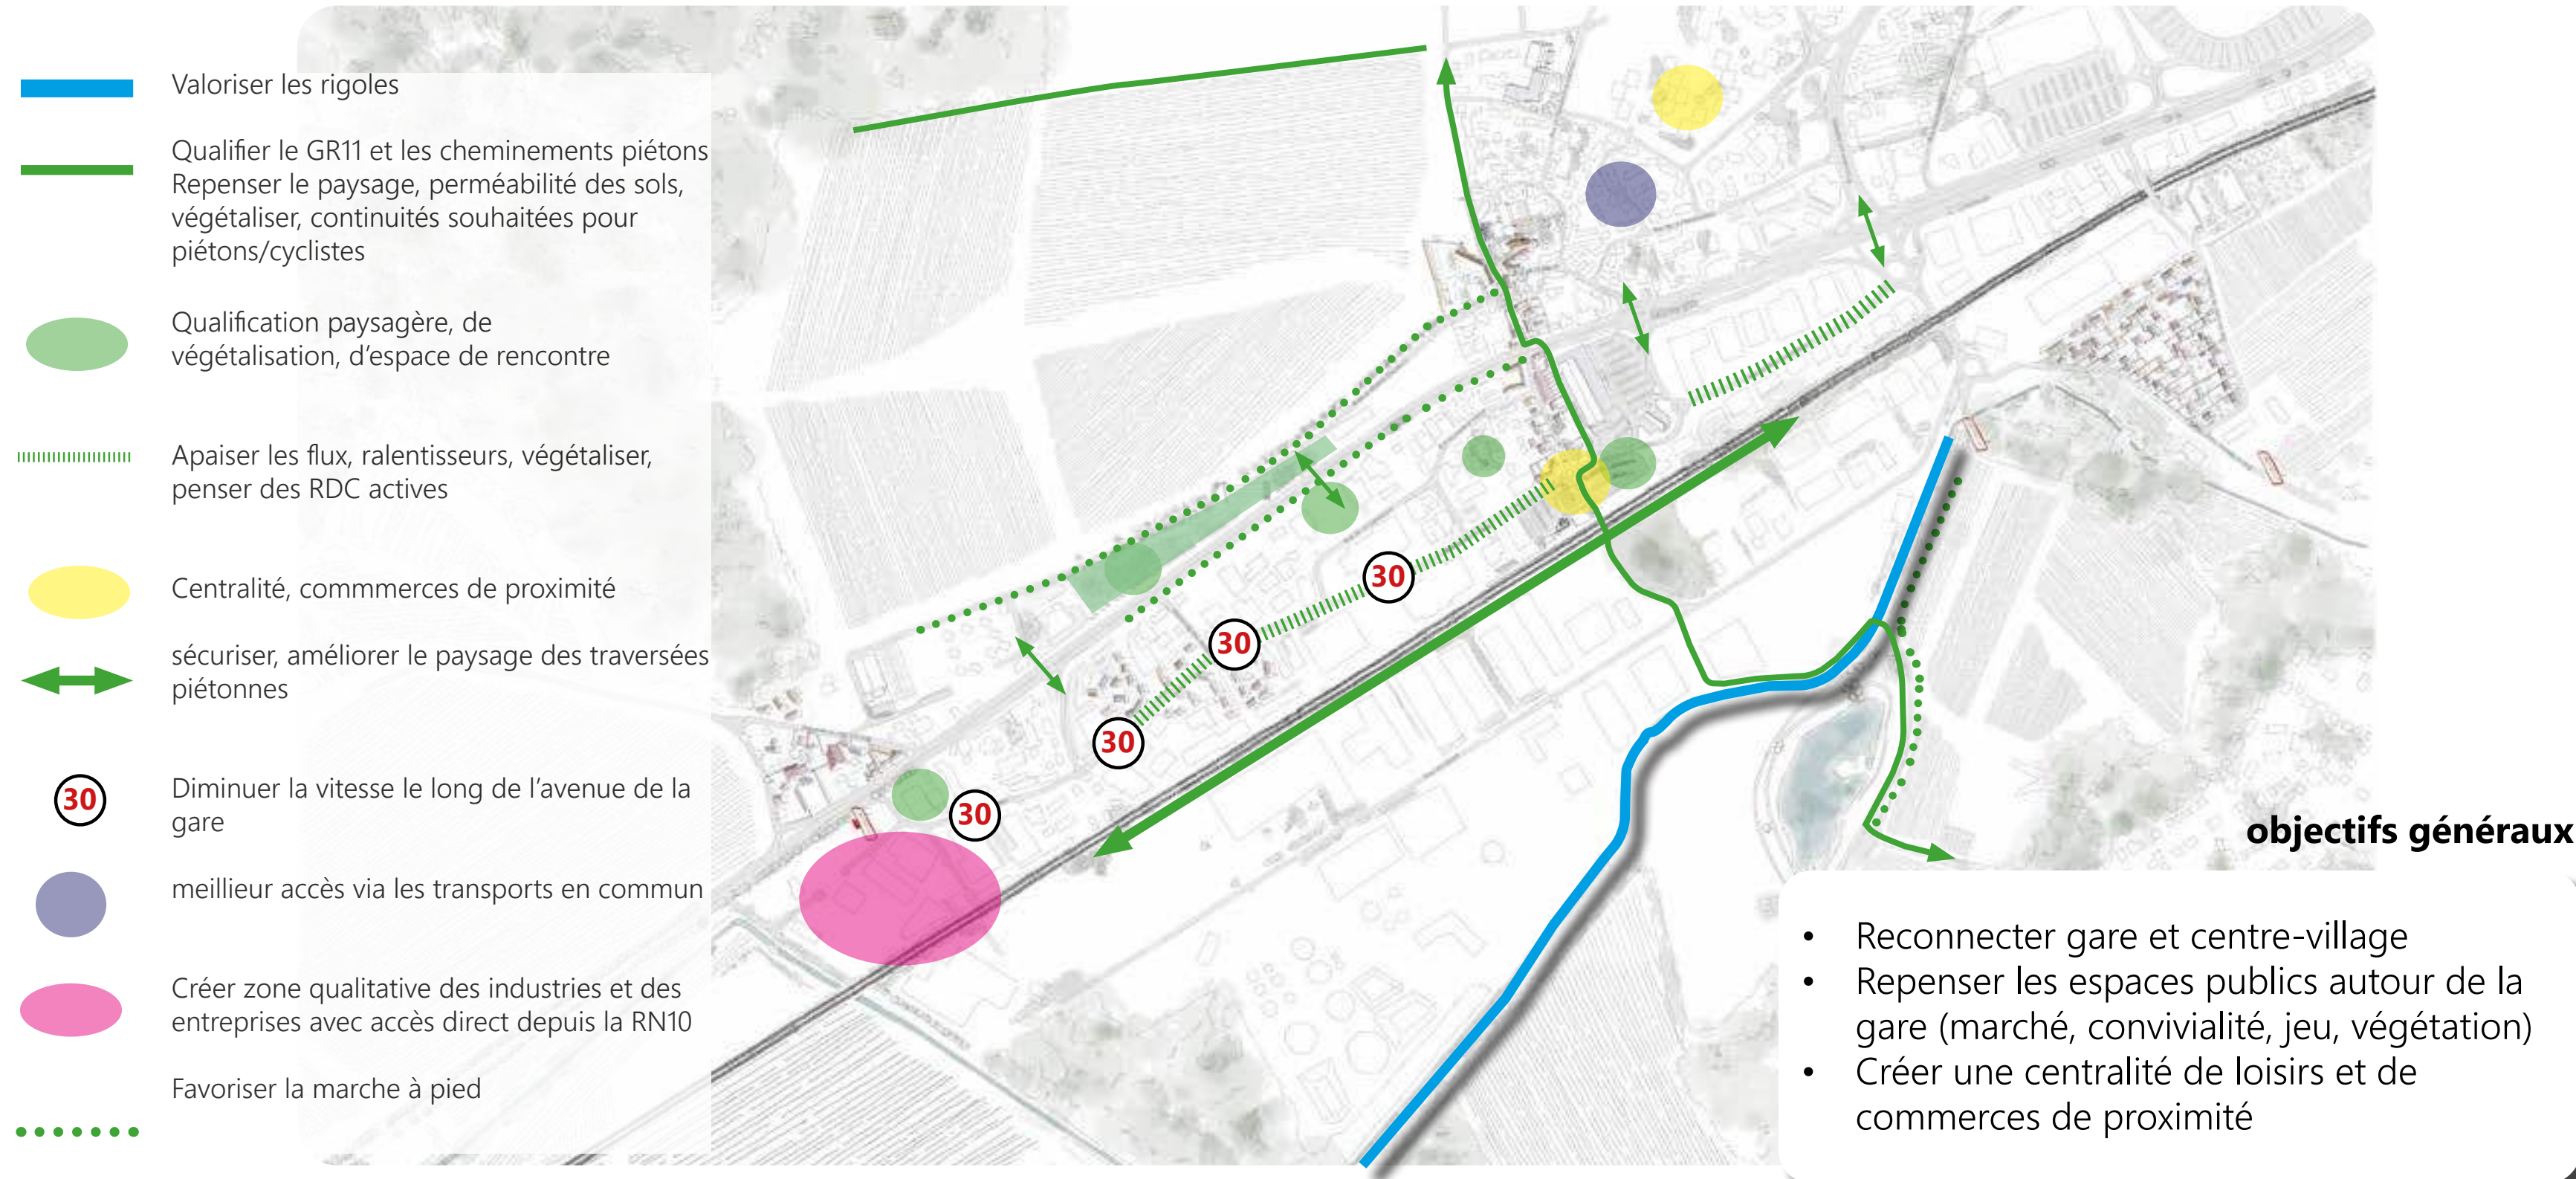 Valoriser les rigoles
Qualifier le GR11 et les cheminements piétons
Repenser le paysage, perméabilité des sols,
végétaliser, continuités souhaitées pour
piétons/cyclistes
Qualification paysagère, de
végétalisation, d'espace de rencontre
Apaiser les flux, ralentisseurs, végétaliser,
penser des RDC actives
Centralité, commmerces de proximité
sécuriser, améliorer le paysage des traversées
piétonnes
30
Diminuer la vitesse le long de l'avenue de la
gare
meillieur accès via les transports en commun
Créer zone qualitative des industries et des
entreprises avec accès direct depuis la RN10
Favoriser la marche à pied
30
30
30
30
objectifs généraux
• Reconnecter gare et centre-village
• Repenser les espaces publics autour de la
gare (marché, convivialité, jeu, végétation)
• Créer une centralité de loisirs et de
commerces de proximité